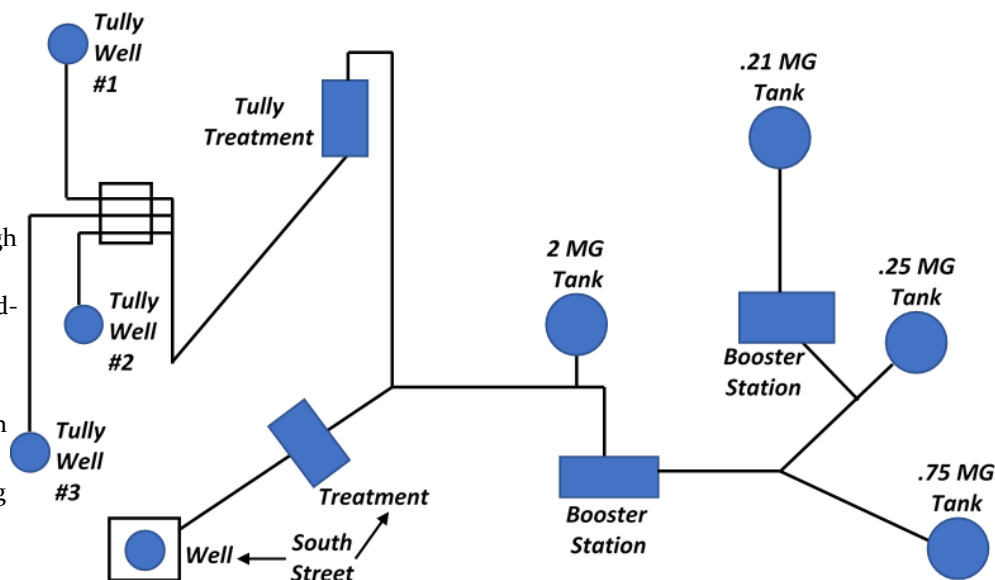 Tully
Well
#1
Tully
Treatment
.21 MG
Tank
gh
d-
2 MG
Tank
.25 MG
Tank
Tully
Well
#2
Booster
Station
n
Tully
Well
#3
g
Treatment
.75 MG
Tank
Booster
Station
Well
South
Street